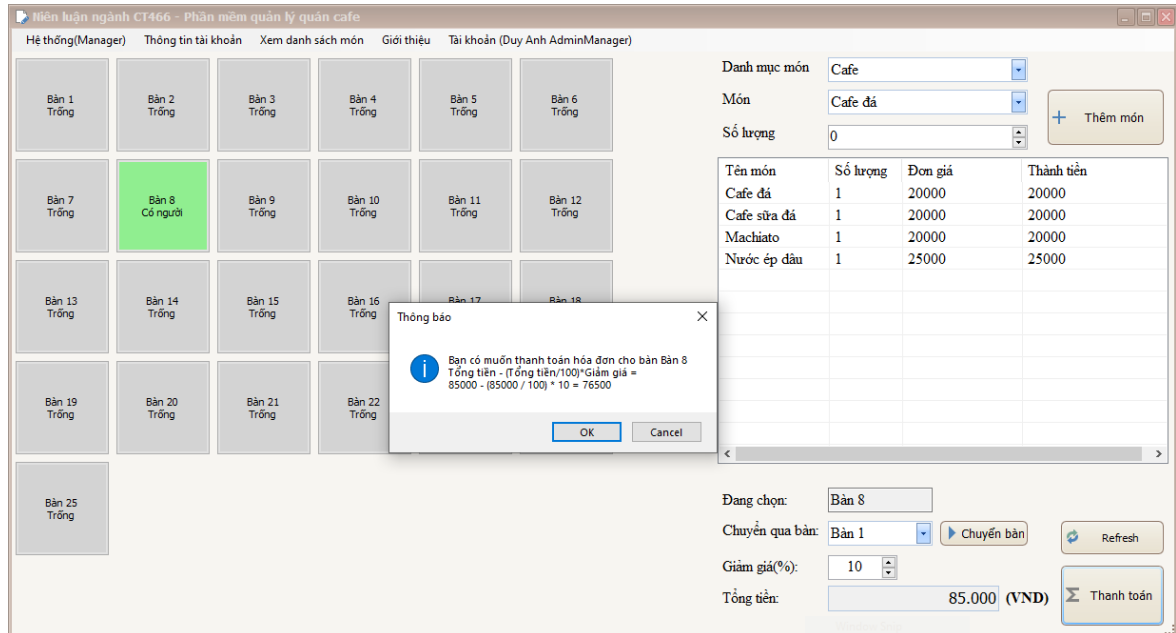 Niên luận ngành CT466 - Phần mềm quản lý quán cafe
Hệ thống(Manager) Thông tin tài khoản Xem danh sách món Giới thiệu Tài khoản (Duy Anh AdminManager)
Bàn 1
Trống
Bàn 2
Trống
Bàn 3
Trống
Bàn 4
Trống
Bàn 5
Trống
Bàn 6
Trống
Bàn 7
Trống
Bàn 8
Có người
Bàn 9
Trống
Bàn 10
Trống
Bàn 11
Trống
Bàn 12
Trống
Bàn 13
Trống
Bàn 14
Trống
Bàn 15
Trống
Bàn 16
Trống
Bàn 17
Bàn 18
Bàn 19
Trống
Bàn 20
Trống
Bàn 21
Trống
Bàn 22
Trống
Bàn 25
Trống
Thông báo
Bạn có muốn thanh toán hóa đơn cho bàn Bàn 8
Tổng tiền - (Tổng tiền/100)*Giảm giá =
85000 - (85000 / 100) * 10 = 76500
OK Cancel
Danh mục món Cafe
Món Cafe đá
Số lượng 0
Thêm món
Tên món Số lượng Đơn giá Thành tiền
Cafe đá 1 20000 20000
Cafe sữa đá 1 20000 20000
Machiato 1 20000 20000
Nước ép dâu 1 25000 25000
Đang chọn: Bàn 8
Chuyển qua bàn: Bàn 1 Chuyển bàn
Refresh
Giảm giá(%): 10
Tổng tiền: 85.000 (VND)
Thanh toán